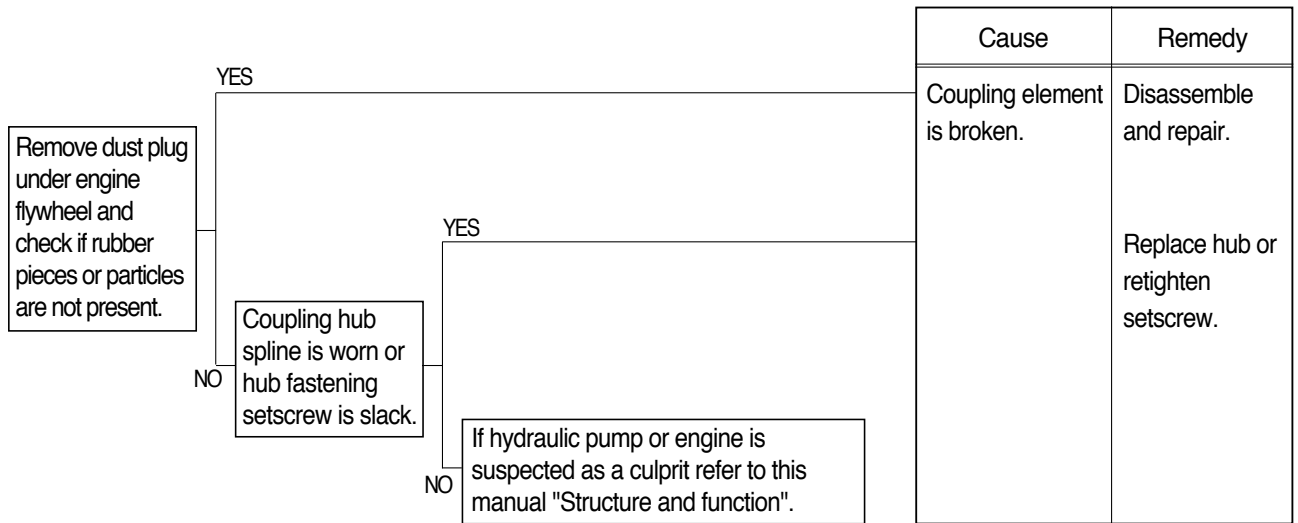 Cause
Remedy
YES
Coupling element
is broken.
Disassemble
and repair.
Remove dust plug
under engine
flywheel and
check if rubber
pieces or particles
are not present.
YES
Replace hub or
retighten
setscrew.
NO
Coupling hub
spline is worn or
hub fastening
setscrew is slack.
NO
If hydraulic pump or engine is
suspected as a culprit refer to this
manual "Structure and function".